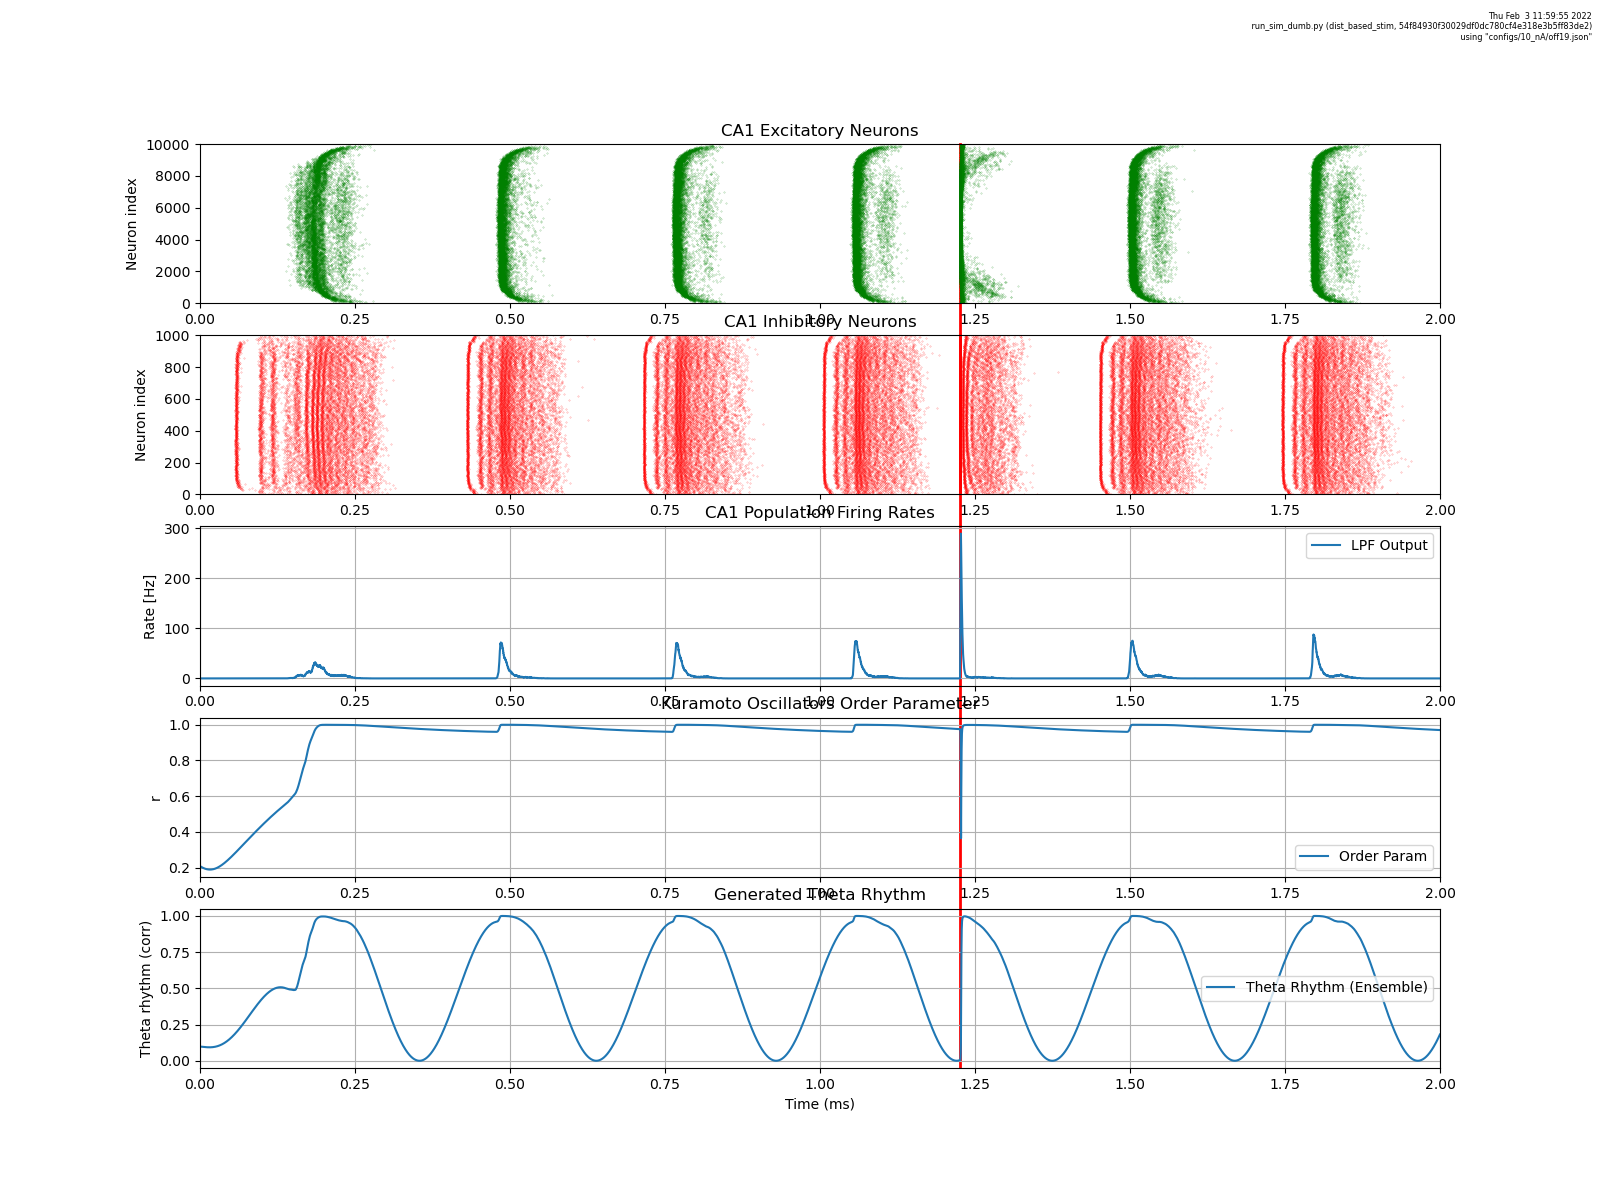 Thu Feb  3 11:59:55 2022
run_sim_dumb.py (dist_based_stim, 54f84930f30029df0dc780cf4e318e3b5ff83de2)
using "configs/10_nA/off19.json"
CA1 Excitatory Neurons
Neuron index
10000
8000
6000
4000
2000
0
0.00 0.25 0.50 0.75 1.00 1.25 1.50 1.75 2.00
CA1 Inhibitory Neurons
Neuron index
1000
800
600
400
200
0
0.00 0.25 0.50 0.75 1.00 1.25 1.50 1.75 2.00
CA1 Population Firing Rates
Rate [Hz]
300
200
100
0
LPF Output
0.00 0.25 0.50 0.75 1.00 1.25 1.50 1.75 2.00
Kuramoto Oscillators Order Parameter
r
1.0
0.8
0.6
0.4
0.2
Order Param
0.00 0.25 0.50 0.75 1.00 1.25 1.50 1.75 2.00
Generated Theta Rhythm
Theta rhythm (corr)
1.00
0.75
0.50
0.25
0.00
Theta Rhythm (Ensemble)
0.00 0.25 0.50 0.75 1.00 1.25 1.50 1.75 2.00
Time (ms)